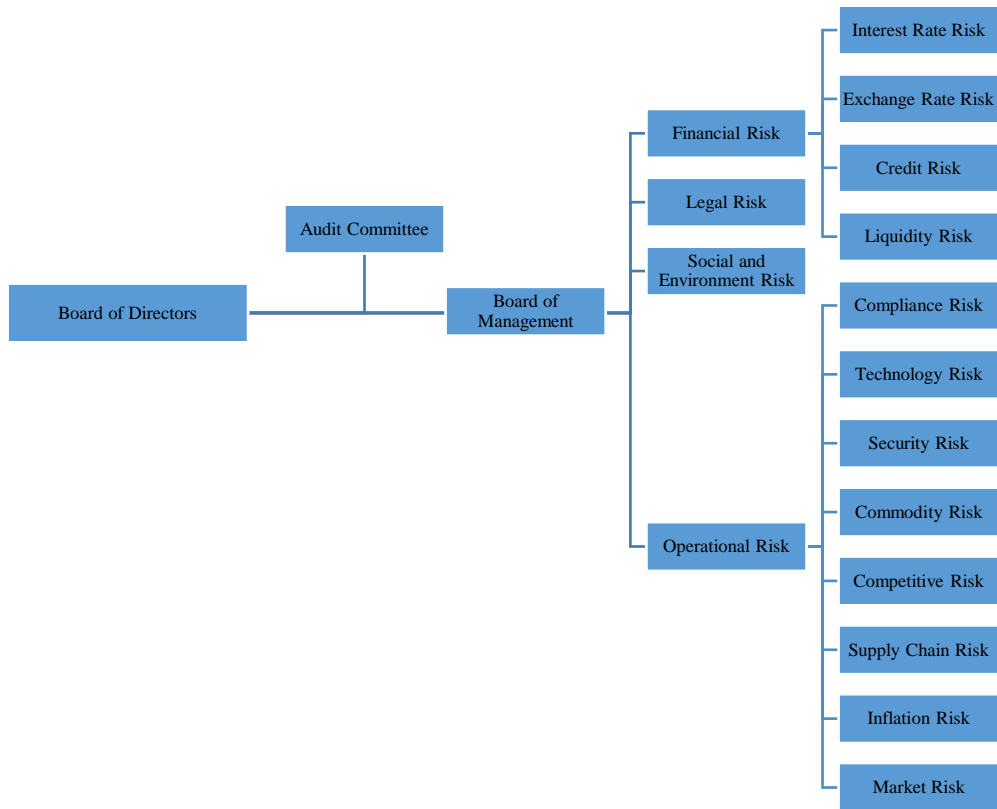 Board of Directors
Audit Committee
Board of
Management
Financial Risk
Legal Risk
Social and
Environment Risk
Operational Risk
Interest Rate Risk
Exchange Rate Risk
Credit Risk
Liquidity Risk
Compliance Risk
Technology Risk
Security Risk
Commodity Risk
Competitive Risk
Supply Chain Risk
Inflation Risk
Market Risk